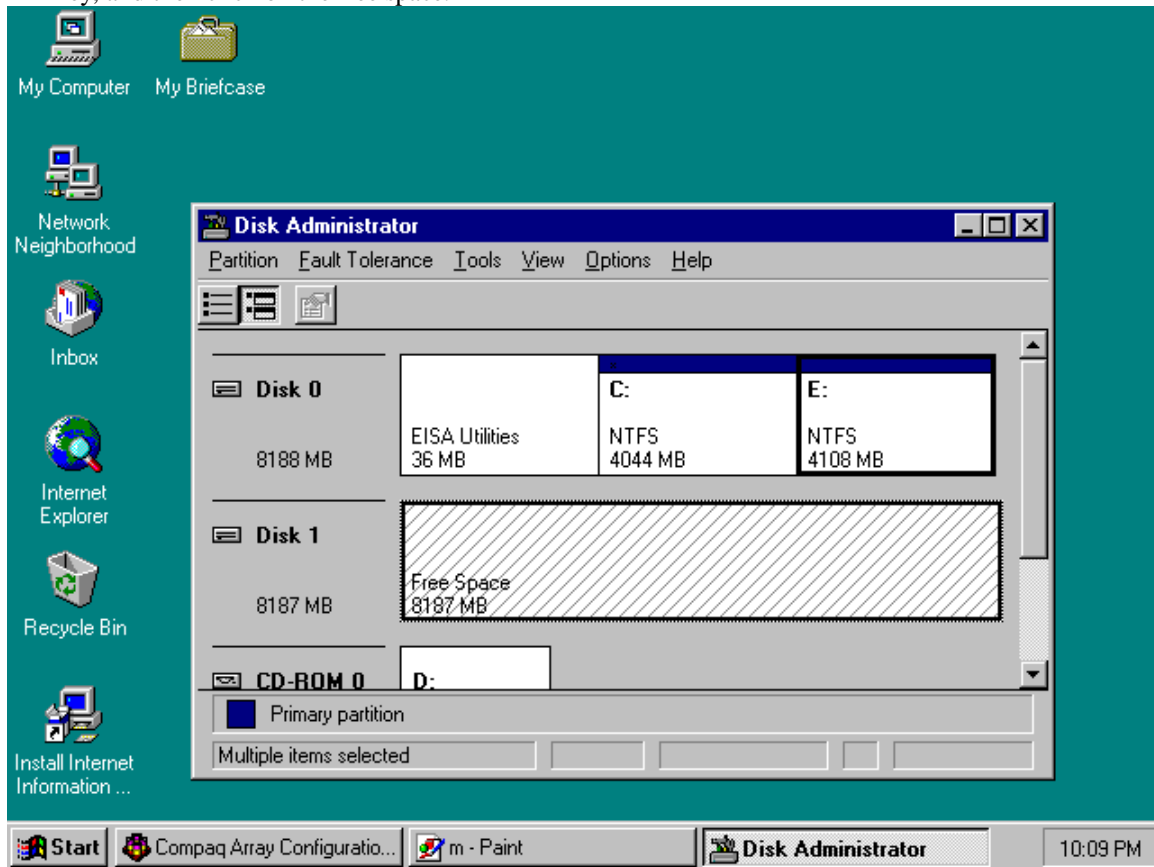 My Computer
My Briefcase
Network
Neighborhood
Inbox
Internet
Explorer
Recycle Bin
Install Internet
Information ...
Disk Administrator
Partition Fault Tolerance Tools View Options Help
Disk 0
8188 MB
EISA Utilities
36 MB
C:
NTFS
4044 MB
E:
NTFS
4108 MB
Disk 1
8187 MB
Free Space
8187 MB
CD-ROM 0
D:
Primary partition
Multiple items selected
Start
Compaq Array Configuratio...
m - Paint
Disk Administrator
10:09 PM